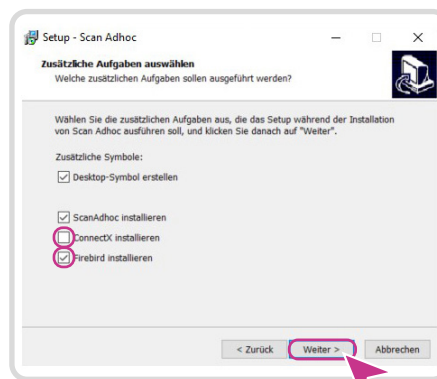 Setup - Scan Adhoc
Zusätzliche Aufgaben auswählen
Welche zusätzlichen Aufgaben sollen ausgeführt werden?
Wählen Sie die zusätzlichen Aufgaben aus, die das Setup während der Installation
von Scan Adhoc ausführen soll, und klicken Sie danach auf "Weiter".
Zusätzliche Symbole:
Desktop-Symbol erstellen
ScanAdhoc installieren
ConnectX installieren
Firebird installieren
< Zurück Weiter > Abbrechen